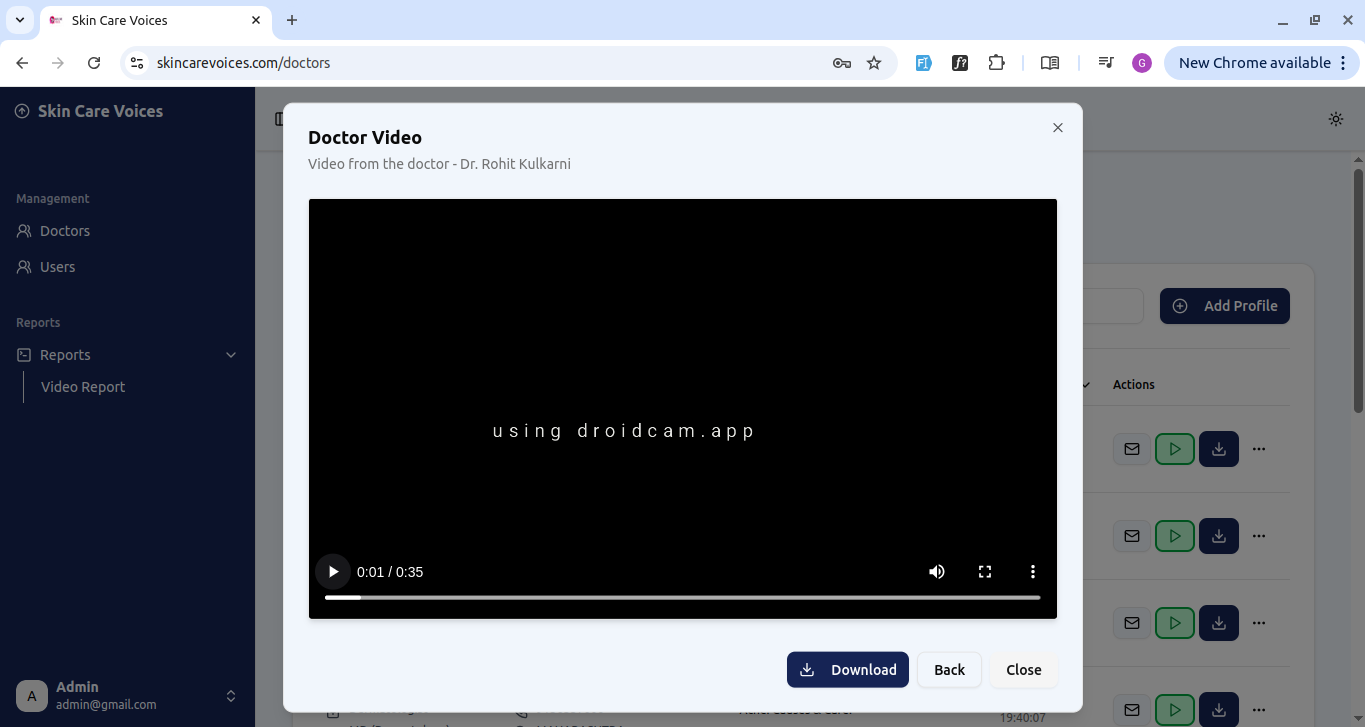 Skin Care Voices
skincarevoices.com/doctors
New Chrome available
Skin Care Voices
Management
Doctors
Users
Reports
Reports
Video Report
A
Admin
admin@gmail.com
Doctor Video
Video from the doctor - Dr. Rohit Kulkarni
using droidcam.app
0:01 / 0:35
Download
Back
Close
Add Profile
Actions
19:40:07
G